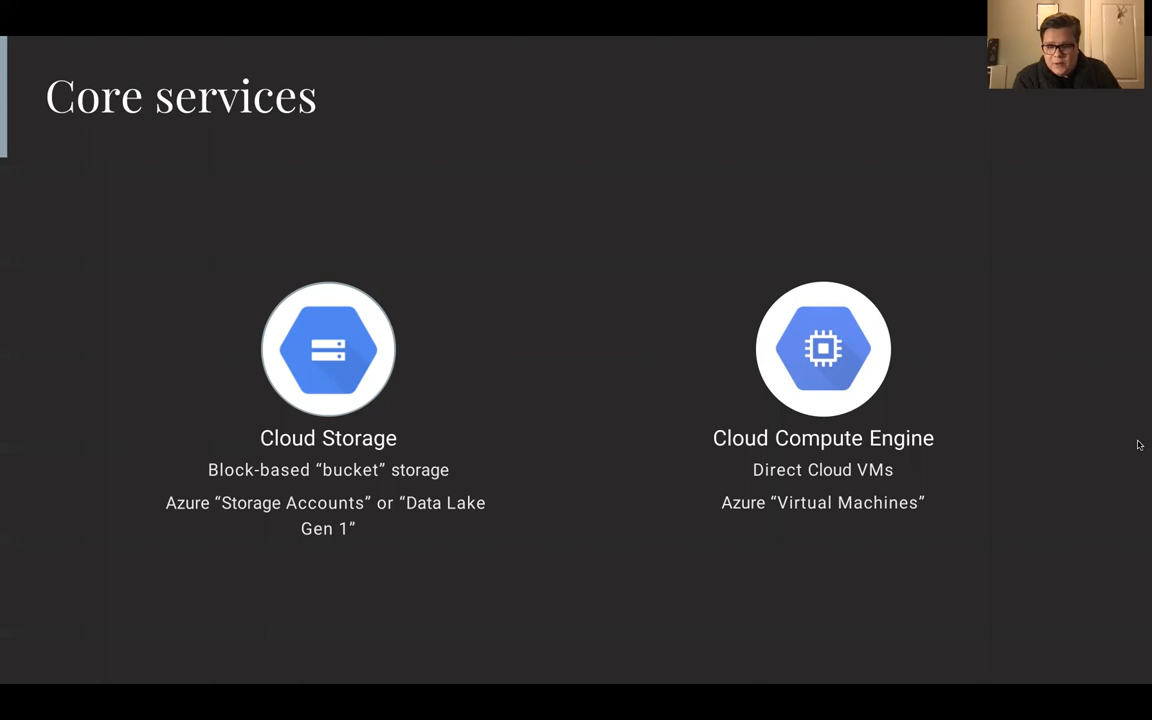 Core services
Cloud Storage
Block-based “bucket” storage
Azure “Storage Accounts” or “Data Lake
Gen 1”
Cloud Compute Engine
Direct Cloud VMs
Azure “Virtual Machines”